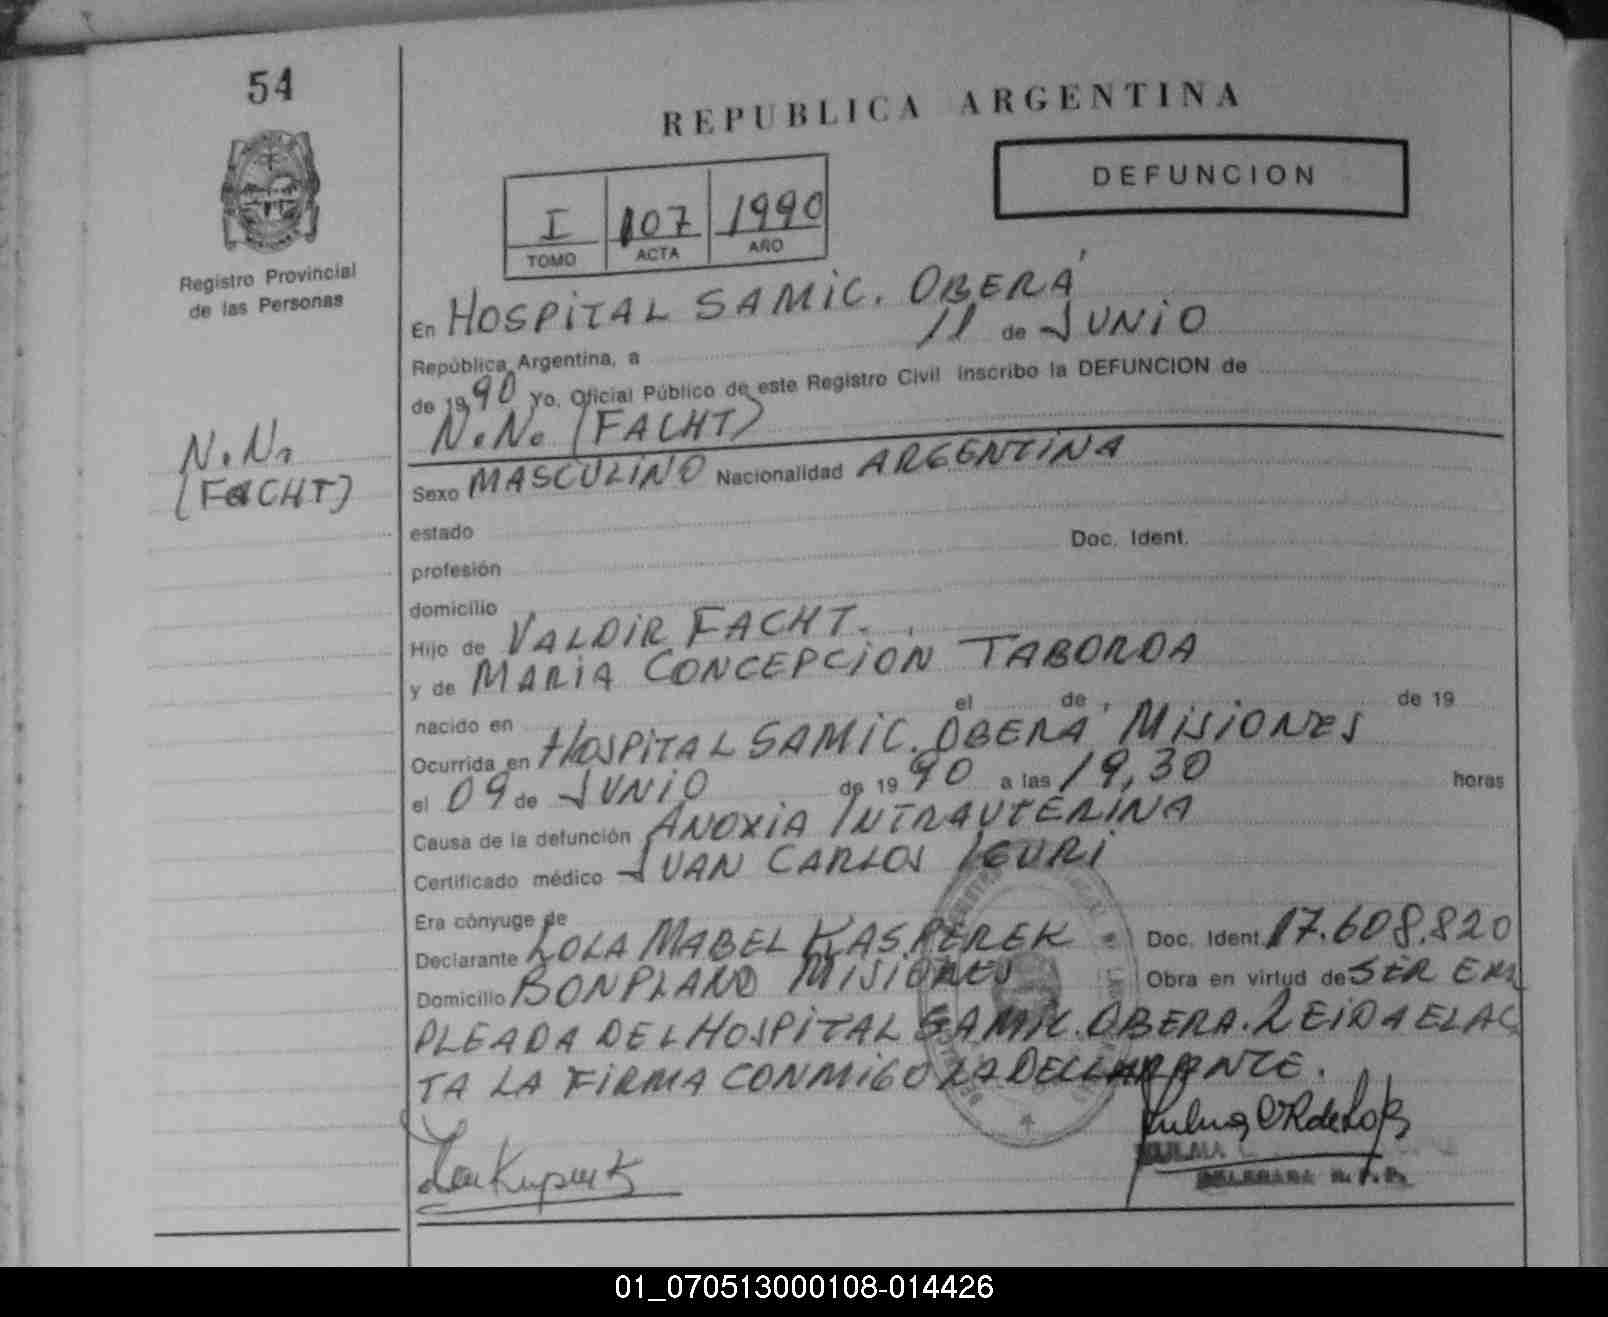 54
REPUBLICA ARGENTINA
DEFUNCION
I 107 1990
TOMO ACTA AÑO
Registro Provincial
de las Personas
En HOSPITAL SAMIC. OBERÁ
República Argentina, a 11 de JUNIO
de 1990 Yo, Oficial Público de este Registro Civil inscribo la DEFUNCION de
N.N. (FACHT)
N.N.
(FACHT)
Sexo MASCULINO Nacionalidad ARGENTINA
estado
Doc. Ident.
profesión
domicilio
Hijo de VALDIR FACHT.
y de MARIA CONCEPCION TABORDA
nacido en el de de 19
Ocurrida en HOSPITAL SAMIC. OBERA MISIONES
el 09 de JUNIO de 1990 a las 19,30 horas
Causa de la defunción ANOXIA INTRAUTERINA
Certificado médico JUAN CARLOS
Era cónyuge de
Declarante LOLA MABEL KASPEREK Doc. Ident. 17.608.820
Domicilio BONPLAND MISIONES Obra en virtud de SER EM
PLEADA DEL HOSPITAL SAMIC. OBERA. LEIDA EL AC
TA LA FIRMA CONMIGO LA DECLARANTE.
01_070513000108-014426